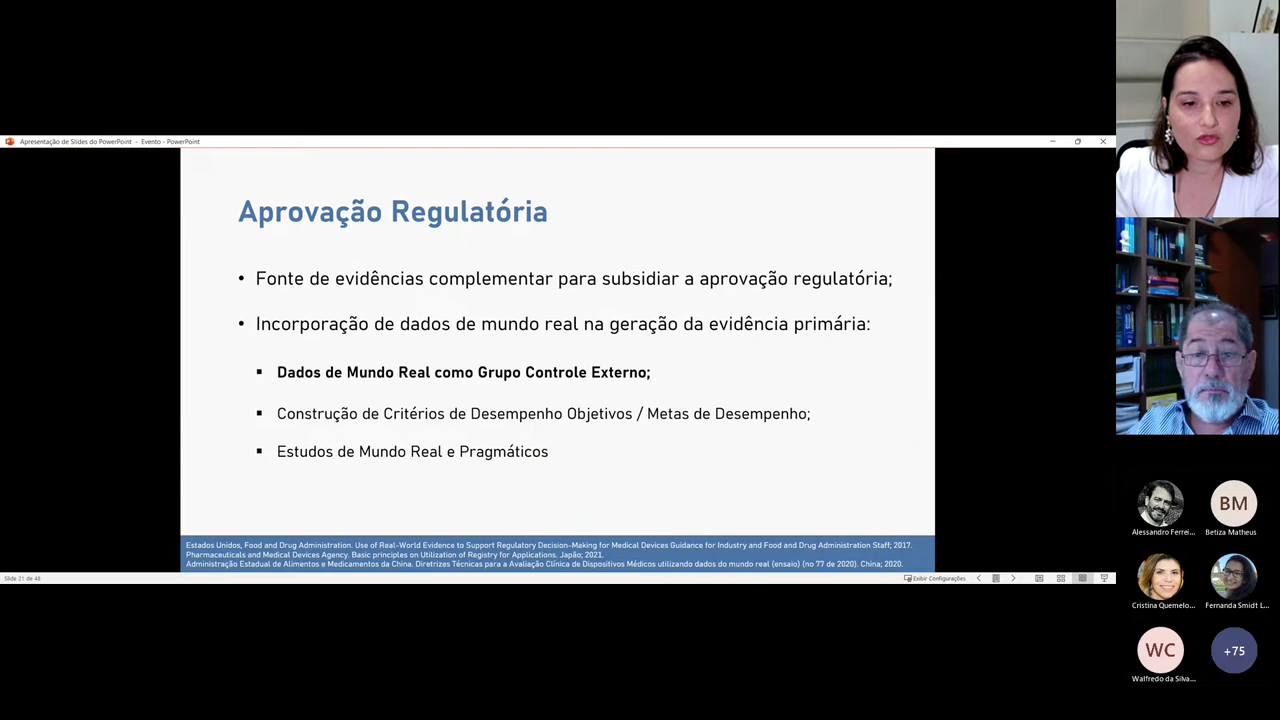 Apresentação de Slides do PowerPoint - Evento - PowerPoint
Aprovação Regulatória
• Fonte de evidências complementar para subsidiar a aprovação regulatória;
• Incorporação de dados de mundo real na geração da evidência primária:
▪ Dados de Mundo Real como Grupo Controle Externo;
▪ Construção de Critérios de Desempenho Objetivos / Metas de Desempenho;
▪ Estudos de Mundo Real e Pragmáticos
Estados Unidos, Food and Drug Administration. Use of Real-World Evidence to Support Regulatory Decision-Making for Medical Devices Guidance for Industry and Food and Drug Administration Staff; 2017.
Pharmaceuticals and Medical Devices Agency. Basic principles on Utilization of Registry for Applications. Japão; 2021.
Administração Estadual de Alimentos e Medicamentos da China. Diretrizes Técnicas para a Avaliação Clínica de Dispositivos Médicos utilizando dados do mundo real (ensaio) (no 77 de 2020). China; 2020.
Slide 21 de 48
Exibir Configurações
Alessandro Ferrei...
BM
Betiza Matheus
Cristina Quemelo...
Fernanda Smidt L...
WC
Walfredo da Silva...
+75